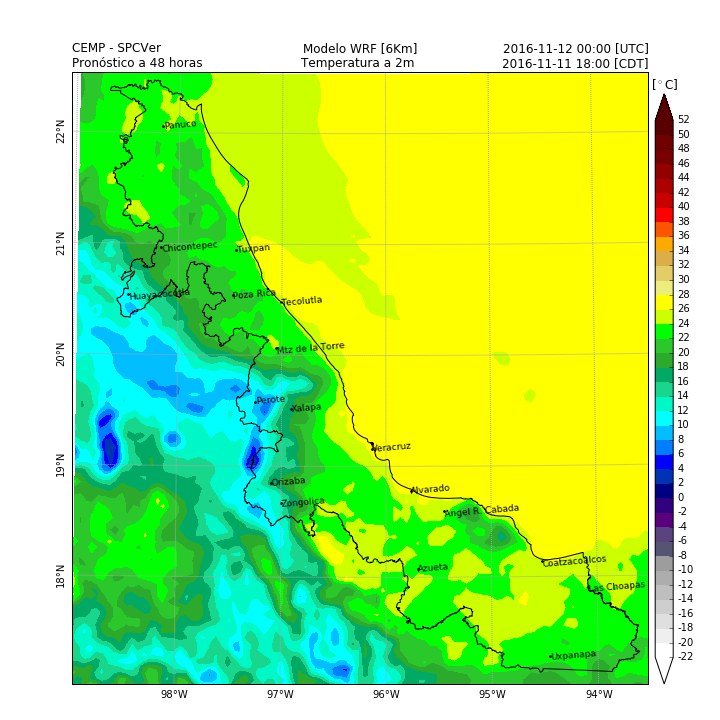 CEMP - SPCVer Modelo WRF [6Km] 2016-11-12 00:00 [UTC]
Pronóstico a 48 horas Temperatura a 2m 2016-11-11 18:00 [CDT]
[°C]
52
50
48
46
44
42
40
38
36
34
32
30
28
26
24
22
20
18
16
14
12
10
8
6
4
2
0
-2
-4
-6
-8
-10
-12
-14
-16
-18
-20
-22
22°N
21°N
20°N
19°N
18°N
Panuco
Chicontepec
Tuxpan
Huayacocotla
Poza Rica
Tecolutla
Mtz de la Torre
Perote
Xalapa
Veracruz
Orizaba
Alvarado
Zongolica
Angel R. Cabada
Azueta
Coatzacoalcos
Las Choapas
Uxpanapa
98°W
97°W
96°W
95°W
94°W